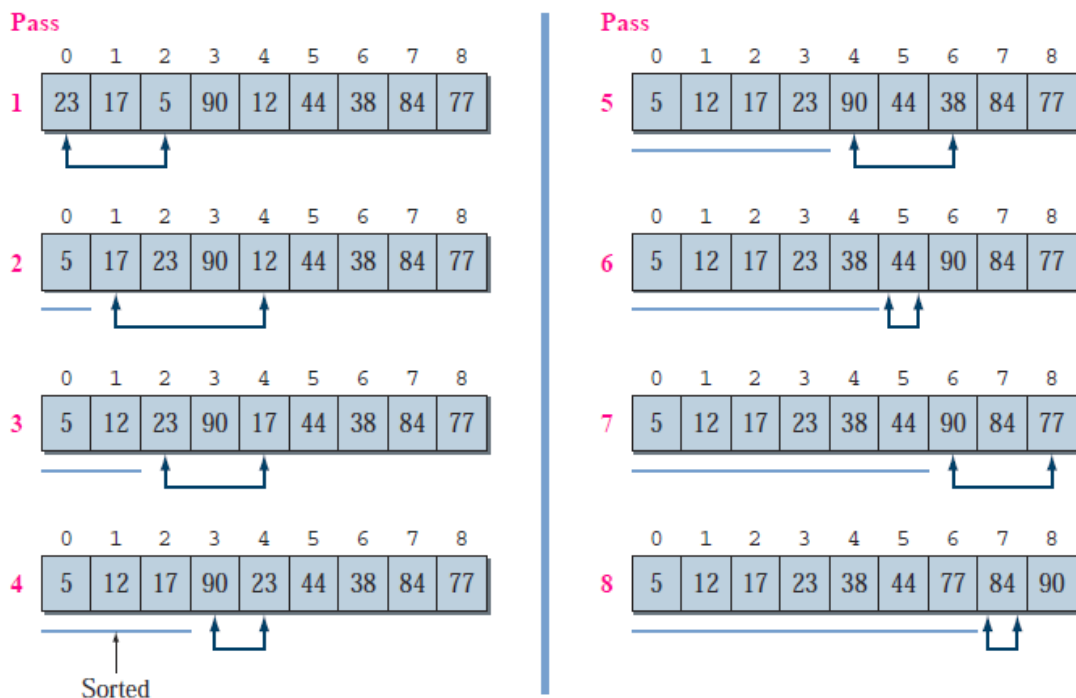 Pass
0 1 2 3 4 5 6 7 8
1 23 17 5 90 12 44 38 84 77
0 1 2 3 4 5 6 7 8
2 5 17 23 90 12 44 38 84 77
0 1 2 3 4 5 6 7 8
3 5 12 23 90 17 44 38 84 77
0 1 2 3 4 5 6 7 8
4 5 12 17 90 23 44 38 84 77
Sorted
Pass
0 1 2 3 4 5 6 7 8
5 5 12 17 23 90 44 38 84 77
0 1 2 3 4 5 6 7 8
6 5 12 17 23 38 44 90 84 77
0 1 2 3 4 5 6 7 8
7 5 12 17 23 38 44 90 84 77
0 1 2 3 4 5 6 7 8
8 5 12 17 23 38 44 77 84 90